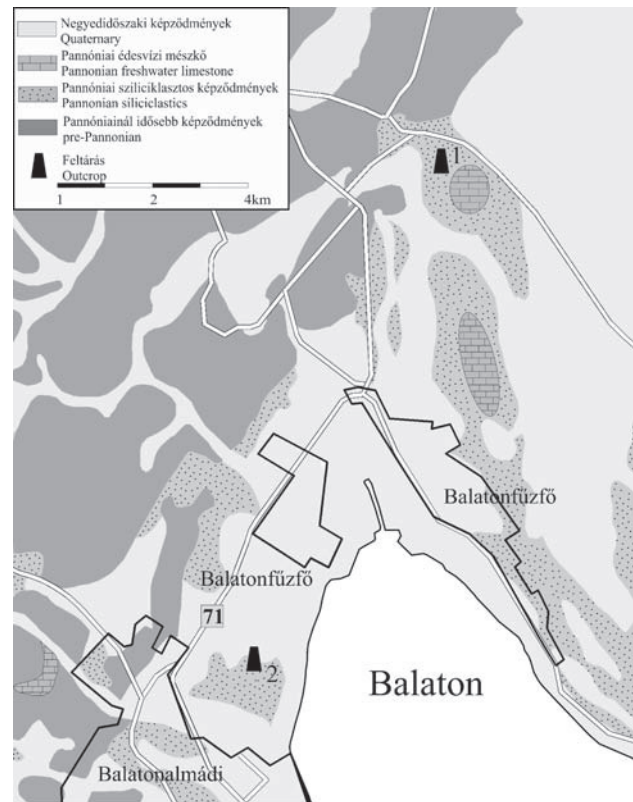 Negyedidőszaki képződmények
Quaternary
Pannóniai édesvízi mészkő
Pannonian freshwater limestone
Pannóniai sziliciklasztos képződmények
Pannonian siliciclastics
Pannóniainál idősebb képződmények
pre-Pannonian
Feltárás
Outcrop
1 2 4km
1
Balatonfűzfő
Balatonfűzfő
71
2
Balaton
Balatonalmádi